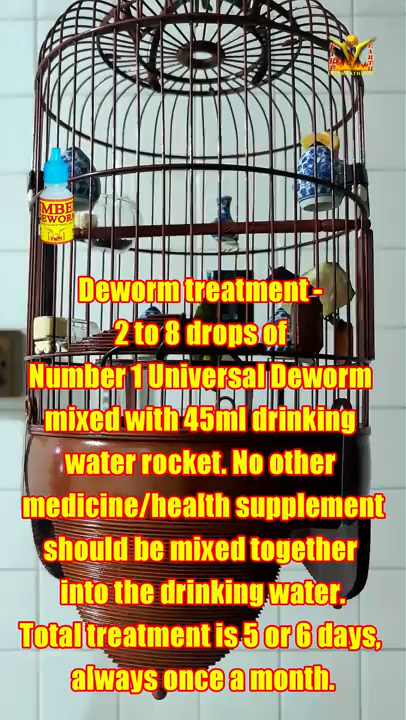 MBE
EWOR
Deworm treatment -
2 to 8 drops of
Number 1 Universal Deworm
mixed with 45ml drinking
water rocket. No other
medicine/health supplement
should be mixed together
into the drinking water.
Total treatment is 5 or 6 days,
always once a month.